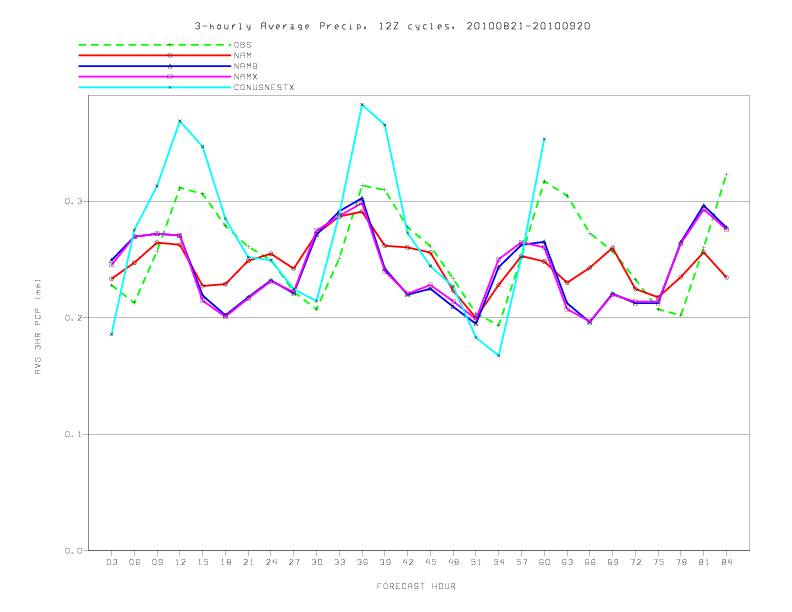 3-hourly Average Precip, 12Z cycles, 20100821-20100920
OBS
NAM
NAMB
NAMX
CONUSNESTX
AVG 3HR PCP (mm)
0.3
0.2
0.1
0.0
03 06 09 12 15 18 21 24 27 30 33 36 39 42 45 48 51 54 57 60 63 66 69 72 75 78 81 84
FORECAST HOUR